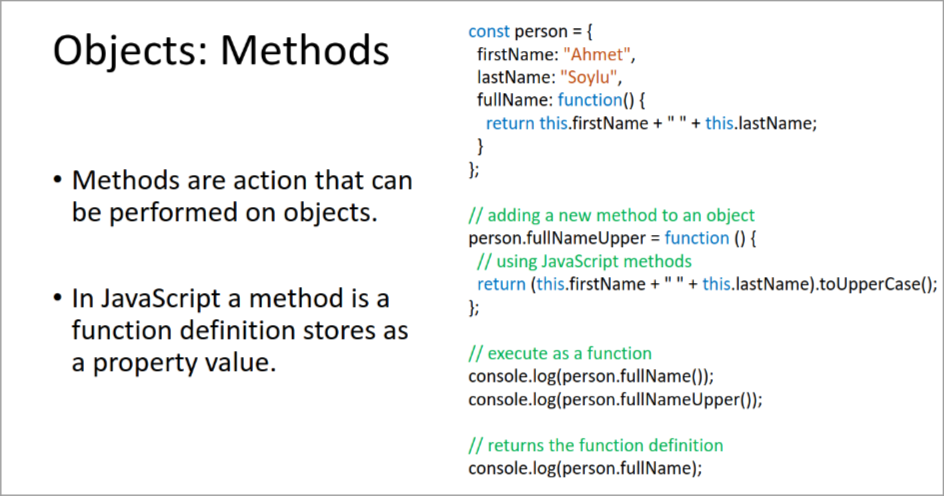 Objects: Methods
• Methods are action that can
be performed on objects.
• In JavaScript a method is a
function definition stores as
a property value.
const person = {
firstName: "Ahmet",
lastName: "Soylu",
fullName: function() {
return this.firstName + " " + this.lastName;
}
};
// adding a new method to an object
person.fullNameUpper = function () {
// using JavaScript methods
return (this.firstName + " " + this.lastName).toUpperCase();
};
// execute as a function
console.log(person.fullName());
console.log(person.fullNameUpper());
// returns the function definition
console.log(person.fullName);